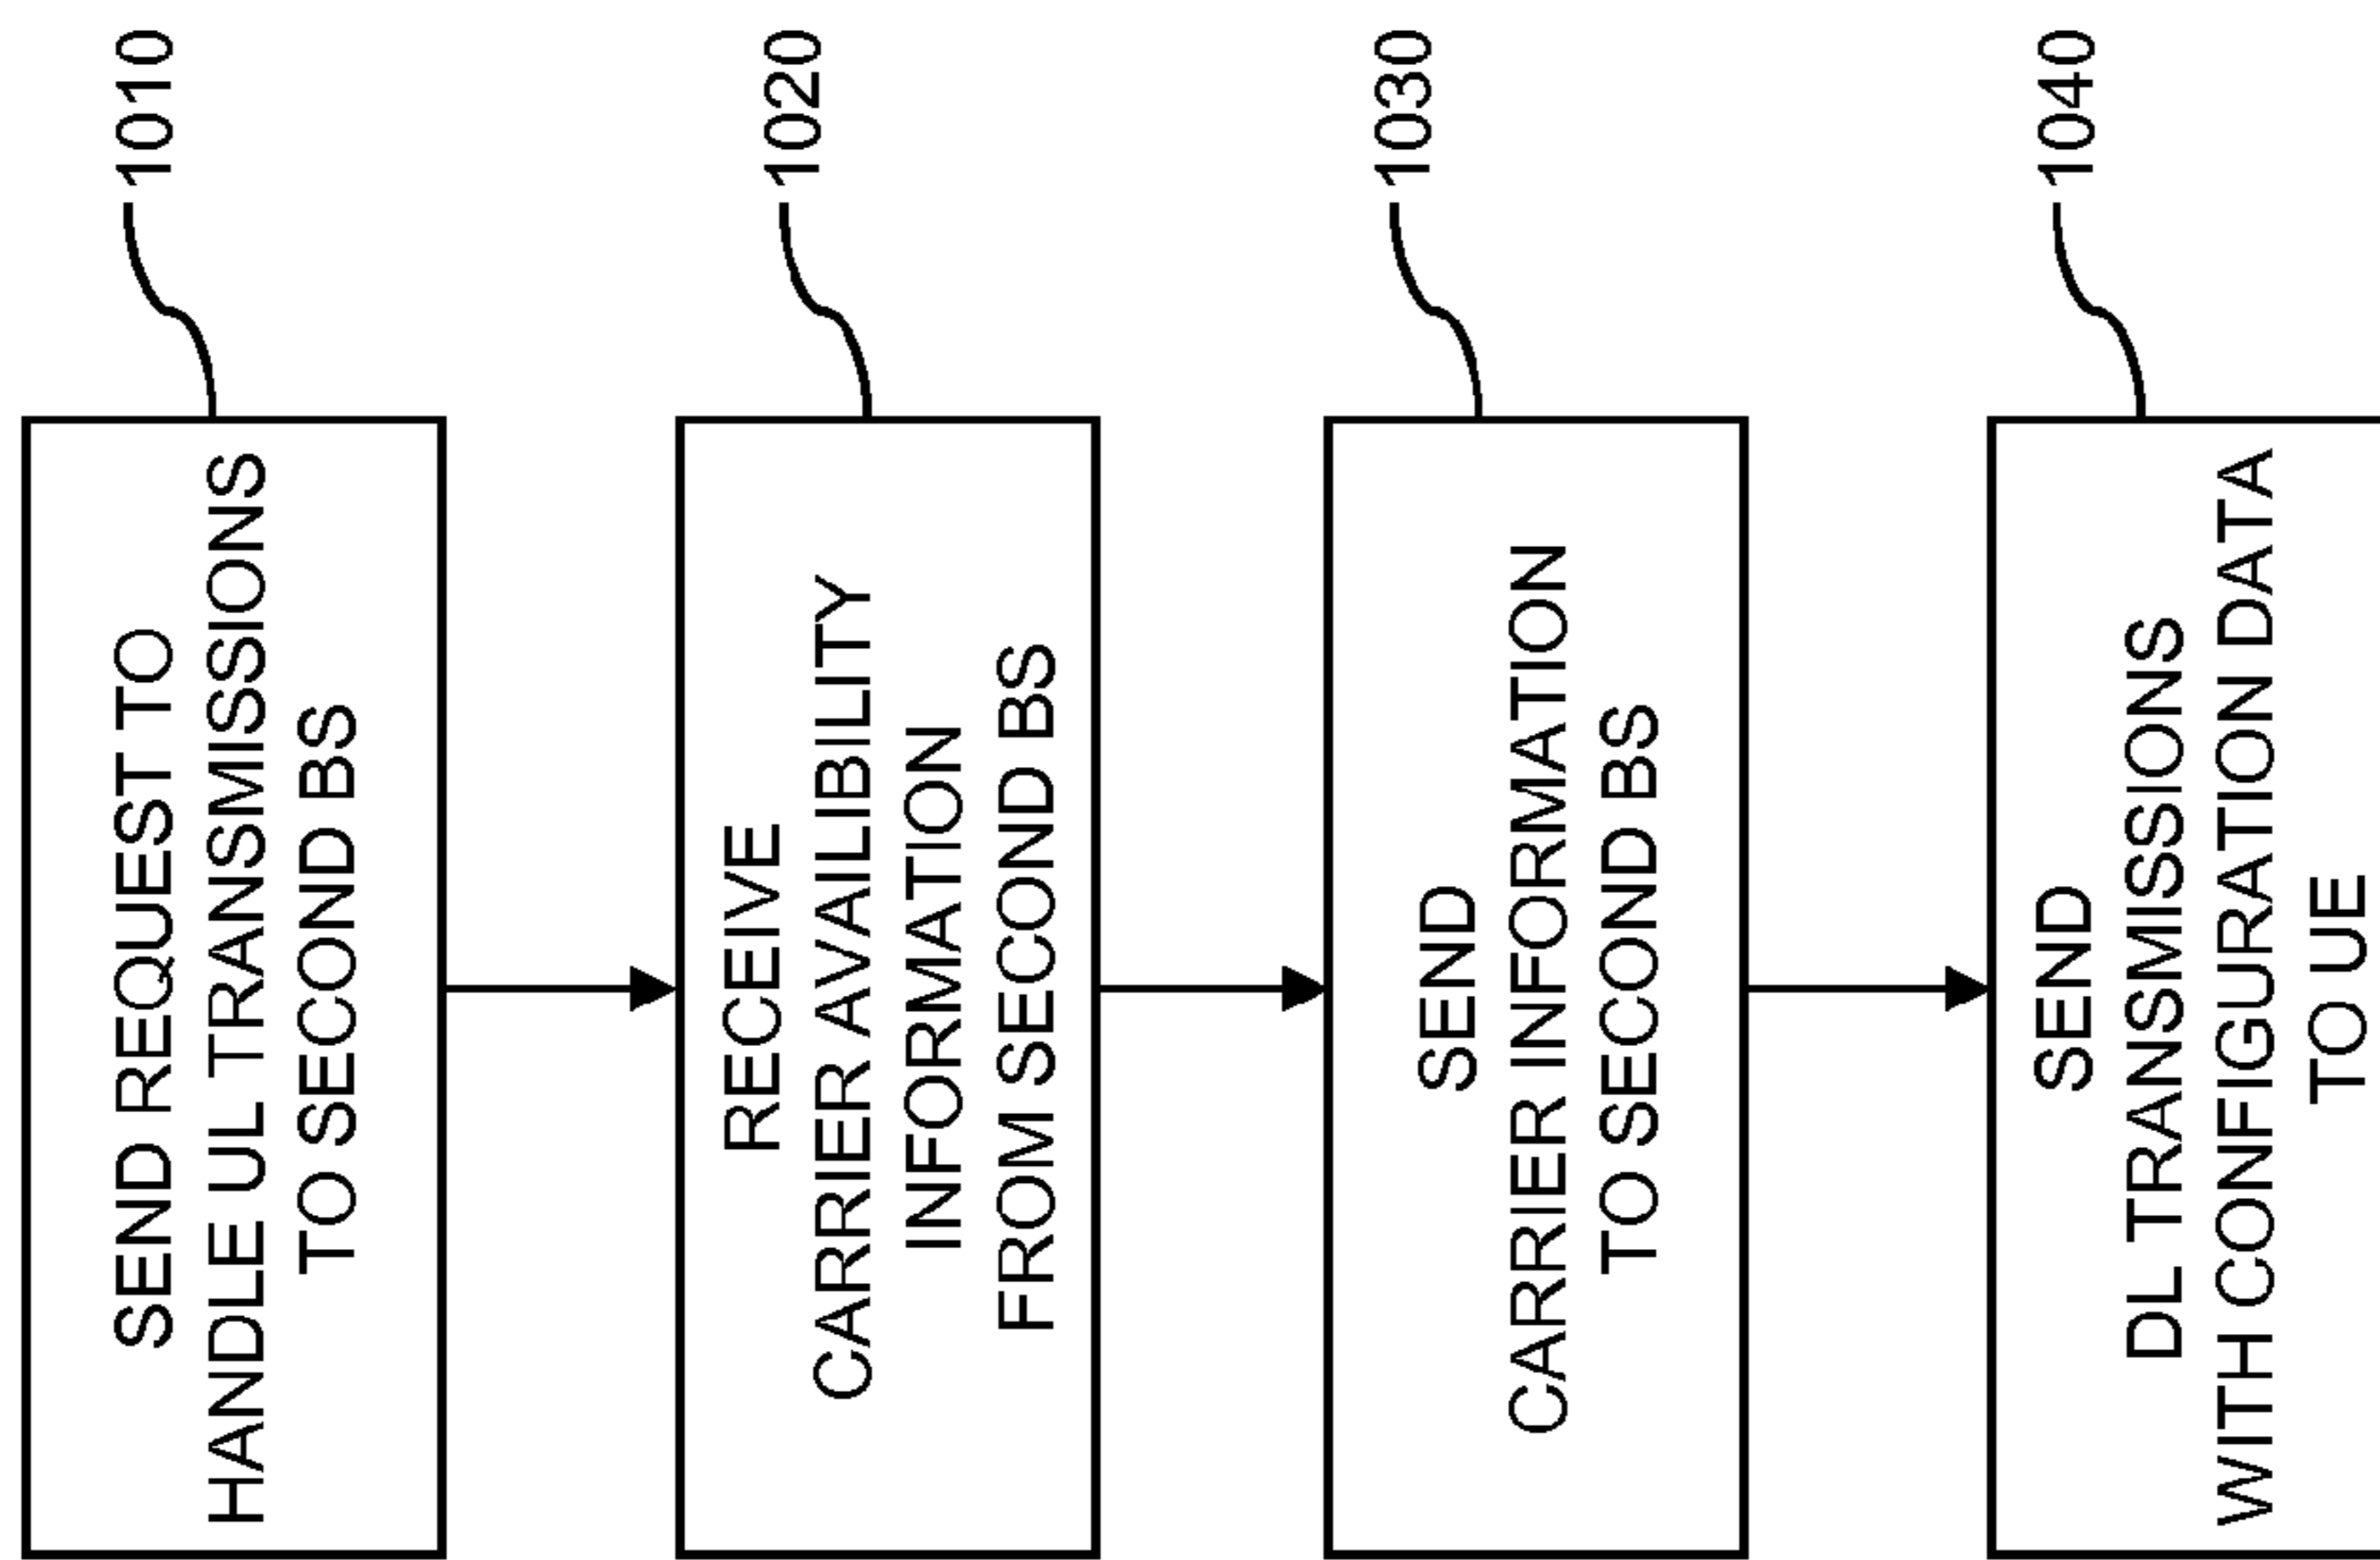 SEND REQUEST TO
HANDLE UL TRANSMISSIONS
TO SECOND BS
1010
RECEIVE
CARRIER AVAILIBILITY
INFORMATION
FROM SECOND BS
1020
SEND
CARRIER INFORMATION
TO SECOND BS
1030
SEND
DL TRANSMISSIONS
WITH CONFIGURATION DATA
TO UE
1040